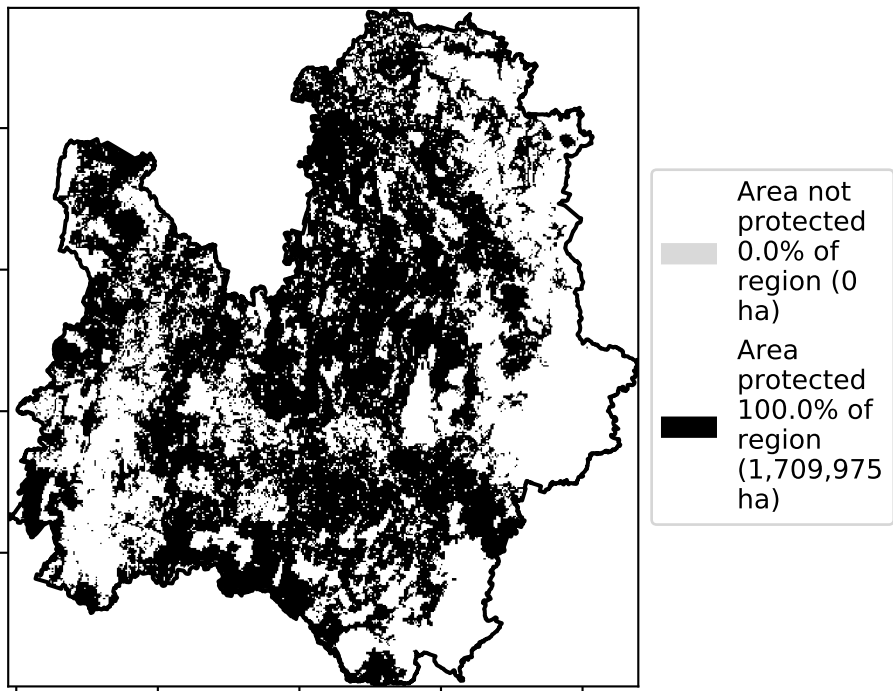 Area not
protected
0.0% of
region (0
ha)
Area
protected
100.0% of
region
(1,709,975
ha)